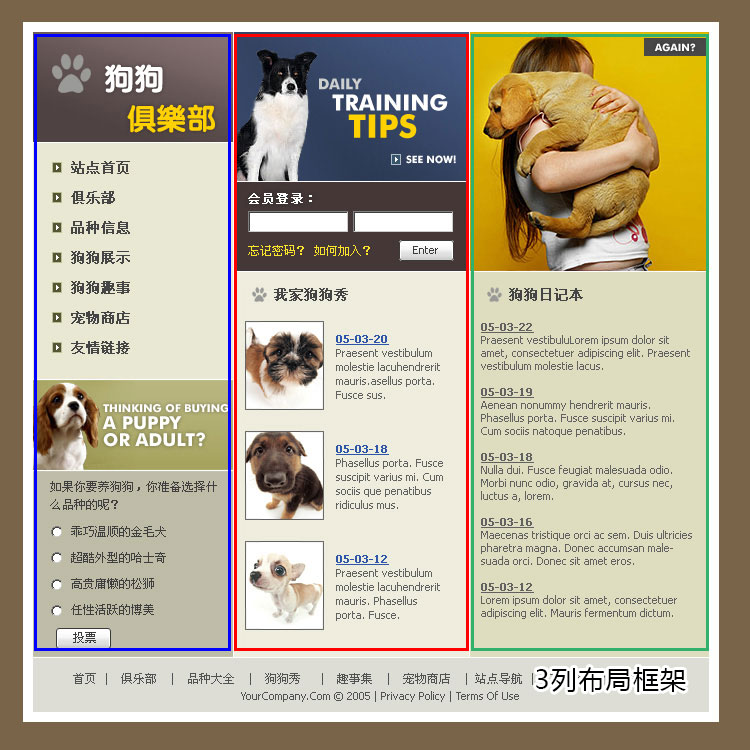 狗狗
俱樂部
站点首页
俱乐部
品种信息
狗狗展示
狗狗趣事
宠物商店
友情链接
THINKING OF BUYING
A PUPPY
OR ADULT?
如果你要养狗狗，你准备选择什
么品种的呢？
乖巧温顺的金毛犬
超酷外型的哈士奇
高贵慵懒的松狮
任性活跃的博美
投票
DAILY
TRAINING
TIPS
SEE NOW!
会员登录：
忘记密码？ 如何加入？ Enter
我家狗狗秀
05-03-20
Praesent vestibulum
molestie lacuhendrerit
mauris.asellus porta.
Fusce sus.
05-03-18
Phasellus porta. Fusce
suscipit varius mi. Cum
sociis que penatibus
ridiculus mus.
05-03-12
Praesent vestibulum
molestie lacuhendrerit
mauris. Phasellus
porta. Fusce.
AGAIN?
狗狗日记本
05-03-22
Praesent vestibuluLorem ipsum dolor sit
amet, consectetuer adipiscing elit. Praesent
vestibulum molestie lacus.
05-03-19
Aenean nonummy hendrerit mauris.
Phasellus porta. Fusce suscipit varius mi.
Cum sociis natoque penatibus.
05-03-18
Nulla dui. Fusce feugiat malesuada odio.
Morbi nunc odio, gravida at, cursus nec,
luctus a, lorem.
05-03-16
Maecenas tristique orci ac sem. Duis ultricies
pharetra magna. Donec accumsan male-
suada orci. Donec sit amet eros.
05-03-12
Lorem ipsum dolor sit amet, consectetuer
adipiscing elit. Mauris fermentum dictum.
首页 | 俱乐部 | 品种大全 | 狗狗秀 | 趣事集 | 宠物商店 | 站点导航 |
YourCompany.Com © 2005 | Privacy Policy | Terms Of Use
3列布局框架